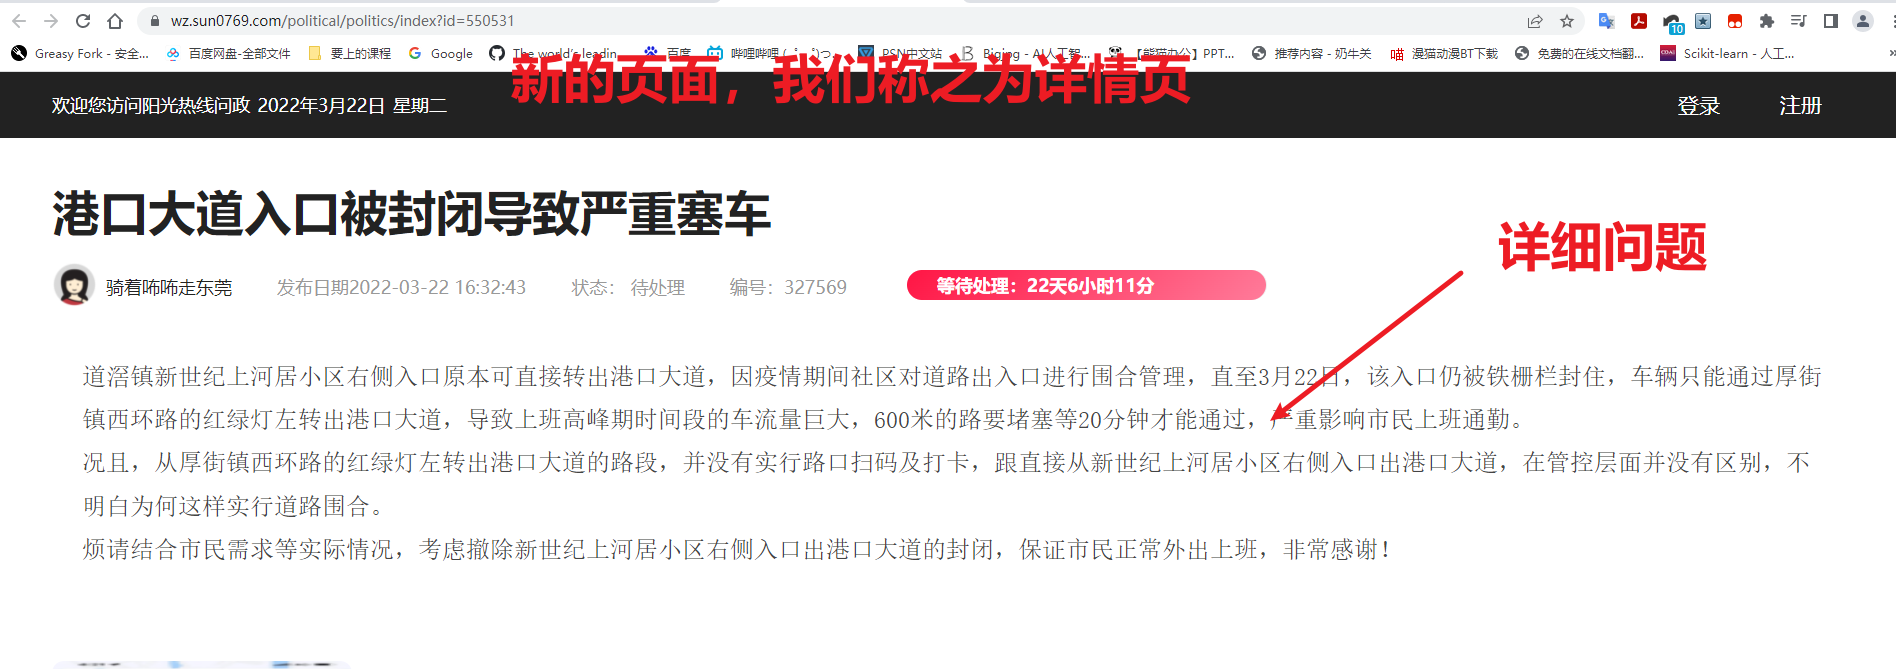 wz.sun0769.com/political/politics/index?id=550531
10
Greasy Fork - 安全...
百度网盘-全部文件
要上的课程
Google
The world's leadin...
百度
哔哩哔哩
PSN中文站
Bigjpg - AI人工智...
【熊猫办公】PPT...
推荐内容 - 奶牛关
漫猫动漫BT下载
免费的在线文档翻...
Scikit-learn - 人工...
»
新的页面，我们称之为详情页
欢迎您访问阳光热线问政 2022年3月22日 星期二
登录
注册
港口大道入口被封闭导致严重塞车
详细问题
骑着咘咘走东莞
发布日期2022-03-22 16:32:43
状态： 待处理
编号：327569
等待处理：22天6小时11分
道滘镇新世纪上河居小区右侧入口原本可直接转出港口大道，因疫情期间社区对道路出入口进行围合管理，直至3月22日，该入口仍被铁栅栏封住，车辆只能通过厚街
镇西环路的红绿灯左转出港口大道，导致上班高峰期时间段的车流量巨大，600米的路要堵塞等20分钟才能通过，严重影响市民上班通勤。
况且，从厚街镇西环路的红绿灯左转出港口大道的路段，并没有实行路口扫码及打卡，跟直接从新世纪上河居小区右侧入口出港口大道，在管控层面并没有区别，不
明白为何这样实行道路围合。
烦请结合市民需求等实际情况，考虑撤除新世纪上河居小区右侧入口出港口大道的封闭，保证市民正常外出上班，非常感谢！